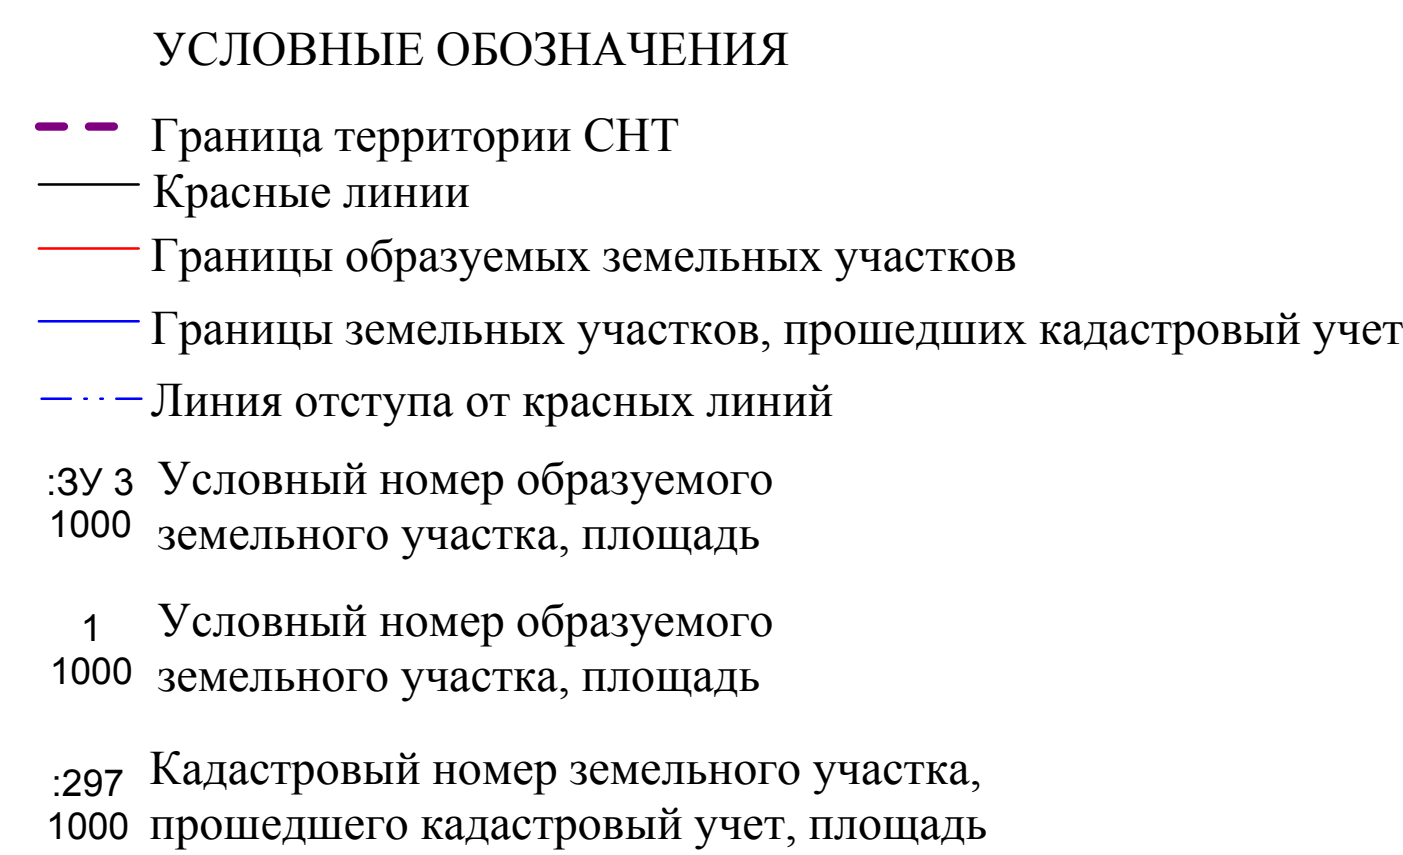 УСЛОВНЫЕ ОБОЗНАЧЕНИЯ
Граница территории СНТ
Красные линии
Границы образуемых земельных участков
Границы земельных участков, прошедших кадастровый учет
Линия отступа от красных линий
:ЗУ 3 Условный номер образуемого
1000 земельного участка, площадь
1 Условный номер образуемого
1000 земельного участка, площадь
:297 Кадастровый номер земельного участка,
1000 прошедшего кадастровый учет, площадь